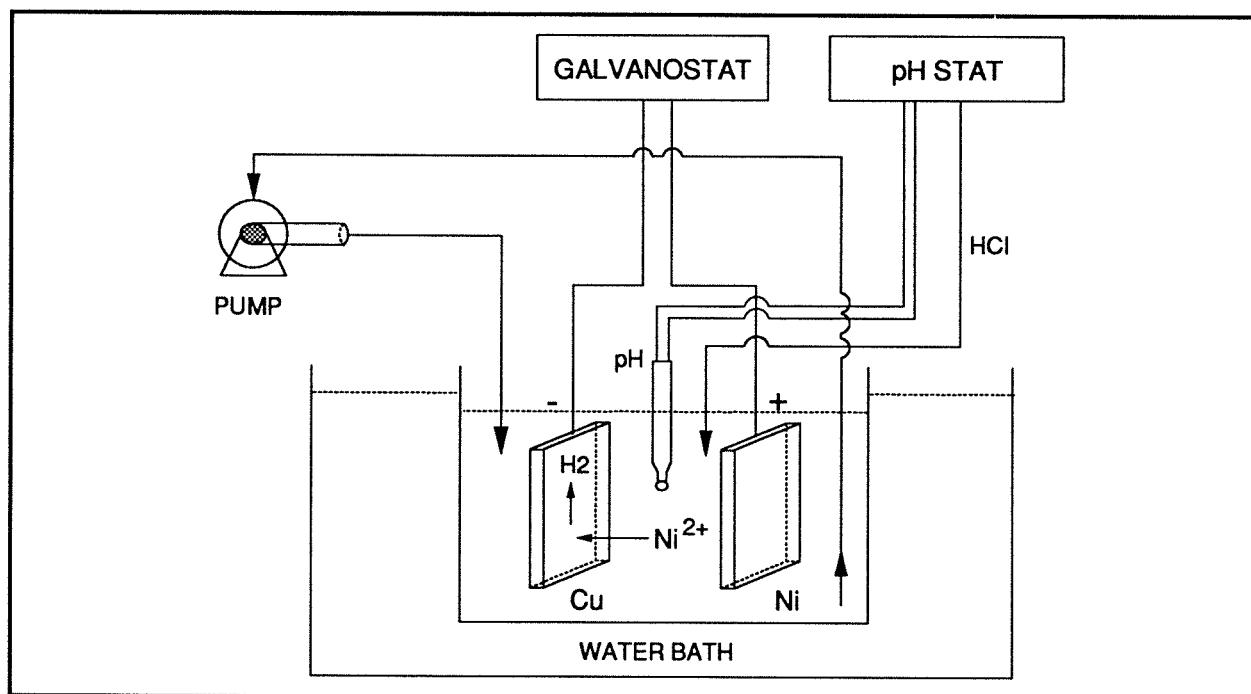 GALVANOSTAT
pH STAT
HCl
PUMP
pH
-
+
H2
Ni2+
Cu
Ni
WATER BATH